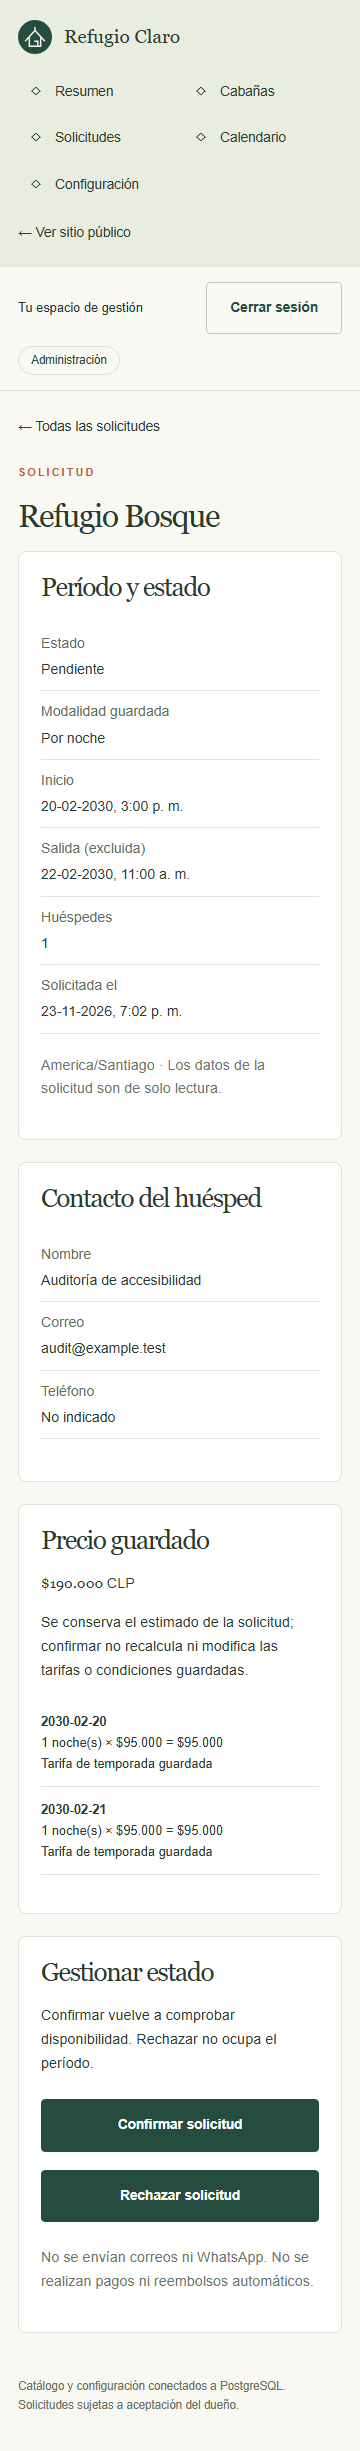 Refugio Claro
Resumen
Cabañas
Solicitudes
Calendario
Configuración
← Ver sitio público
Tu espacio de gestión
Cerrar sesión
Administración
← Todas las solicitudes
SOLICITUD
Refugio Bosque
Período y estado
Estado
Pendiente
Modalidad guardada
Por noche
Inicio
20-02-2030, 3:00 p. m.
Salida (excluida)
22-02-2030, 11:00 a. m.
Huéspedes
1
Solicitada el
23-11-2026, 7:02 p. m.
America/Santiago · Los datos de la
solicitud son de solo lectura.
Contacto del huésped
Nombre
Auditoría de accesibilidad
Correo
audit@example.test
Teléfono
No indicado
Precio guardado
$190.000 CLP
Se conserva el estimado de la solicitud;
confirmar no recalcula ni modifica las
tarifas o condiciones guardadas.
2030-02-20
1 noche(s) × $95.000 = $95.000
Tarifa de temporada guardada
2030-02-21
1 noche(s) × $95.000 = $95.000
Tarifa de temporada guardada
Gestionar estado
Confirmar vuelve a comprobar
disponibilidad. Rechazar no ocupa el
período.
Confirmar solicitud
Rechazar solicitud
No se envían correos ni WhatsApp. No se
realizan pagos ni reembolsos automáticos.
Catálogo y configuración conectados a PostgreSQL.
Solicitudes sujetas a aceptación del dueño.